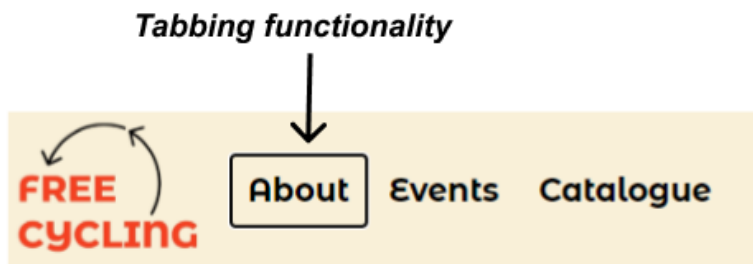 Tabbing functionality
FREE
CYCLING
About Events Catalogue